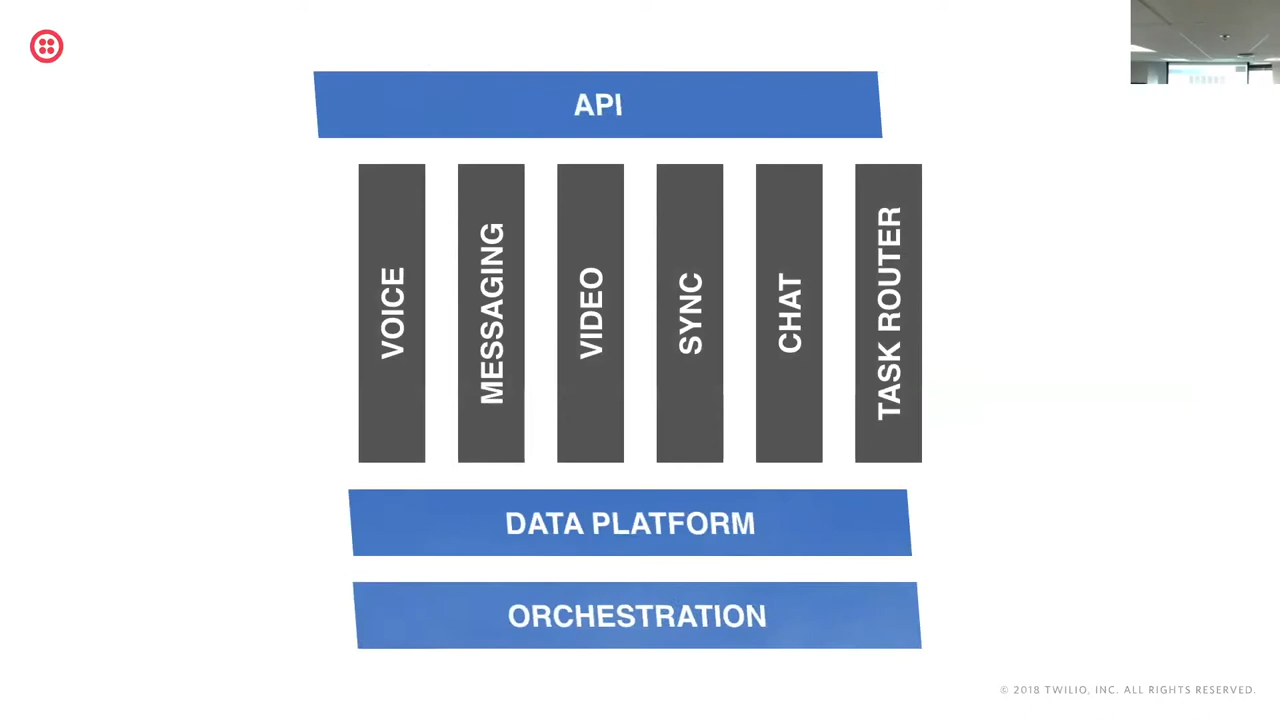 API
VOICE
MESSAGING
VIDEO
SYNC
CHAT
TASK ROUTER
DATA PLATFORM
ORCHESTRATION
© 2018 TWILIO, INC. ALL RIGHTS RESERVED.